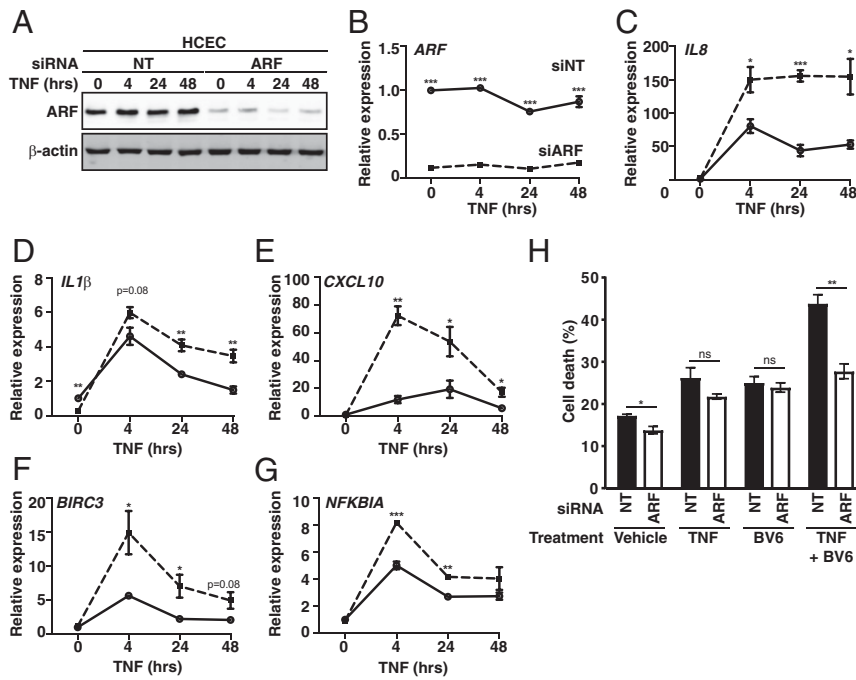 A
HCEC
siRNA NT ARF
TNF (hrs) 0 4 24 48 0 4 24 48
ARF
β-actin
B
ARF
Relative expression
1.5
1.0
0.5
0
siNT
siARF
*** *** *** ***
0 4 24 48
TNF (hrs)
C
IL8
Relative expression
200
150
100
50
0
* *** *
0 4 24 48
TNF (hrs)
D
IL1β
Relative expression
8
6
4
2
0
** p=0.08 ** **
0 4 24 48
TNF (hrs)
E
CXCL10
Relative expression
100
80
60
40
20
0
** * *
0 4 24 48
TNF (hrs)
F
BIRC3
Relative expression
20
15
10
5
0
* * p=0.08
0 4 24 48
TNF (hrs)
G
NFKBIA
Relative expression
10
8
6
4
2
0
*** **
0 4 24 48
TNF (hrs)
H
Cell death (%)
50
40
30
20
10
0
* ns ns **
siRNA NT ARF NT ARF NT ARF NT ARF
Treatment Vehicle TNF BV6 TNF
+ BV6